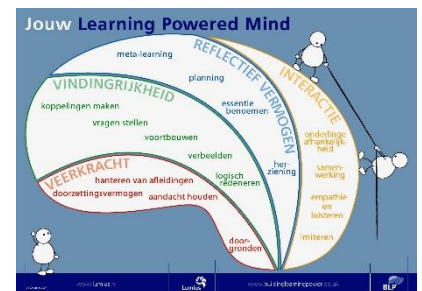 Jouw Learning Powered Mind
VINDINGRIJKHEID
koppelingen maken
vragen stellen
voortbouwen
verbeelden
logisch
redeneren
REFLECTIEF VERMOGEN
meta-learning
planning
essentie
benoemen
her-
ziening
INTERACTIE
onderlinge
afhankelijk-
heid
samen-
werking
empathie
en
luisteren
imiteren
VEERKRACHT
hanteren van afleidingen
doorzettingsvermogen
aandacht houden
door-
gronden
Lumius
www.buildinglearningpower.co.uk
BLP